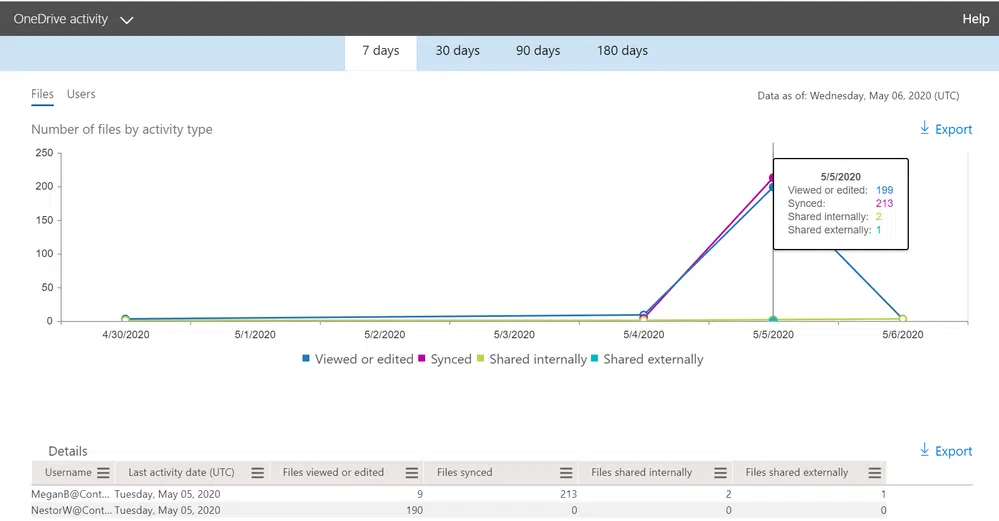 OneDrive activity Help
7 days 30 days 90 days 180 days
Files Users
Data as of: Wednesday, May 06, 2020 (UTC)
Number of files by activity type Export
250
200
150
100
50
0
5/5/2020
Viewed or edited: 199
Synced: 213
Shared internally: 2
Shared externally: 1
4/30/2020 5/1/2020 5/2/2020 5/3/2020 5/4/2020 5/5/2020 5/6/2020
Viewed or edited Synced Shared internally Shared externally
Details Export
Username Last activity date (UTC) Files viewed or edited Files synced Files shared internally Files shared externally
MeganB@Cont... Tuesday, May 05, 2020 9 213 2 1
NestorW@Cont... Tuesday, May 05, 2020 190 0 0 0